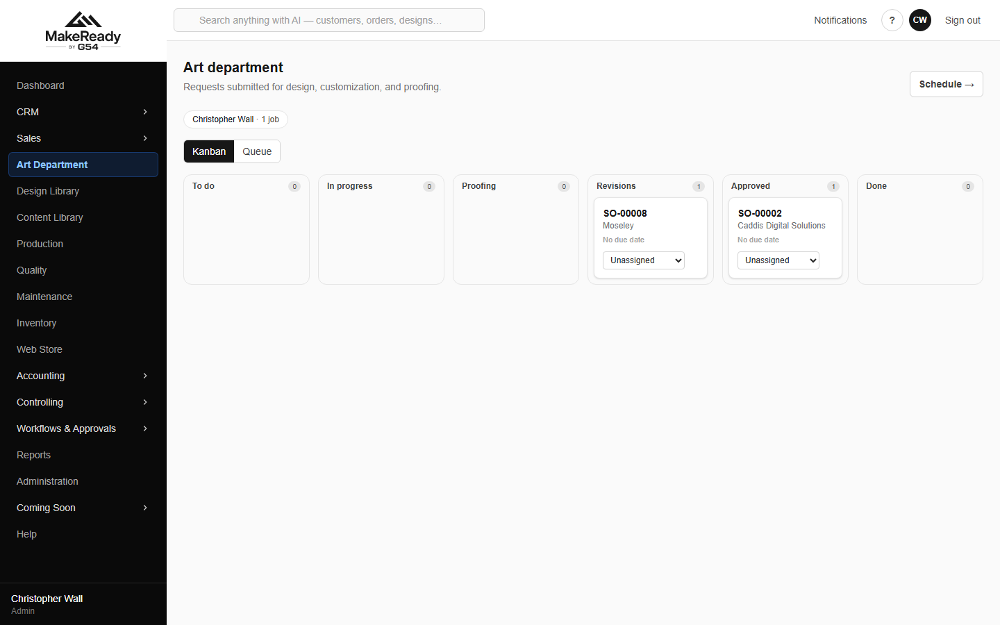 MakeReady
BY G54
Search anything with AI — customers, orders, designs...
Notifications
?
CW
Sign out
Dashboard
CRM
Sales
Art Department
Design Library
Content Library
Production
Quality
Maintenance
Inventory
Web Store
Accounting
Controlling
Workflows & Approvals
Reports
Administration
Coming Soon
Help
Christopher Wall
Admin
Art department
Requests submitted for design, customization, and proofing.
Schedule →
Christopher Wall · 1 job
Kanban
Queue
To do 0
In progress 0
Proofing 0
Revisions 1
SO-00008
Moseley
No due date
Unassigned
Approved 1
SO-00002
Caddis Digital Solutions
No due date
Unassigned
Done 0